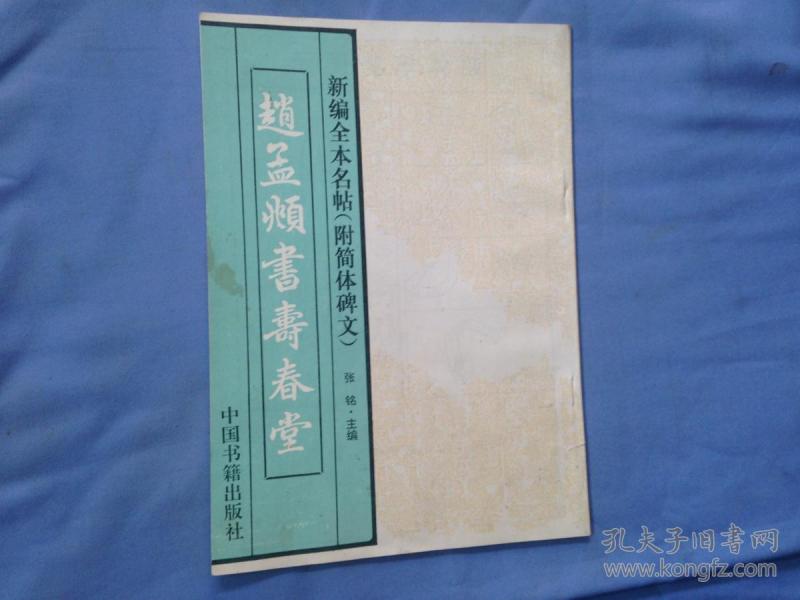 新编全本名帖（附简体碑文）
张铭·主编
趙孟頫書壽春堂
中国书籍出版社
孔夫子旧書网
www.kongfz.com